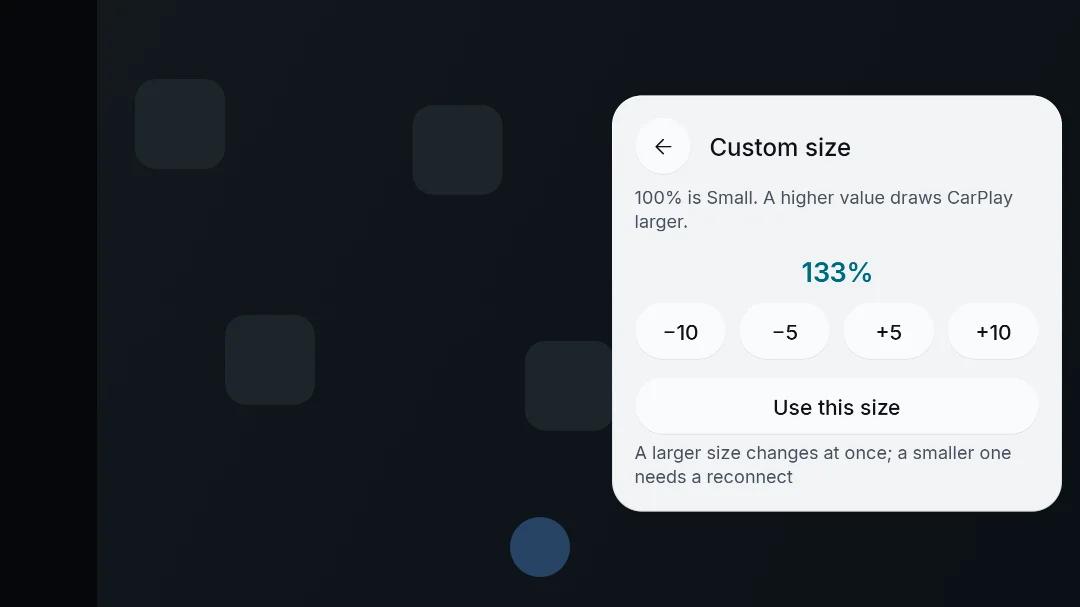 Custom size
100% is Small. A higher value draws CarPlay
larger.
133%
−10 −5 +5 +10
Use this size
A larger size changes at once; a smaller one
needs a reconnect